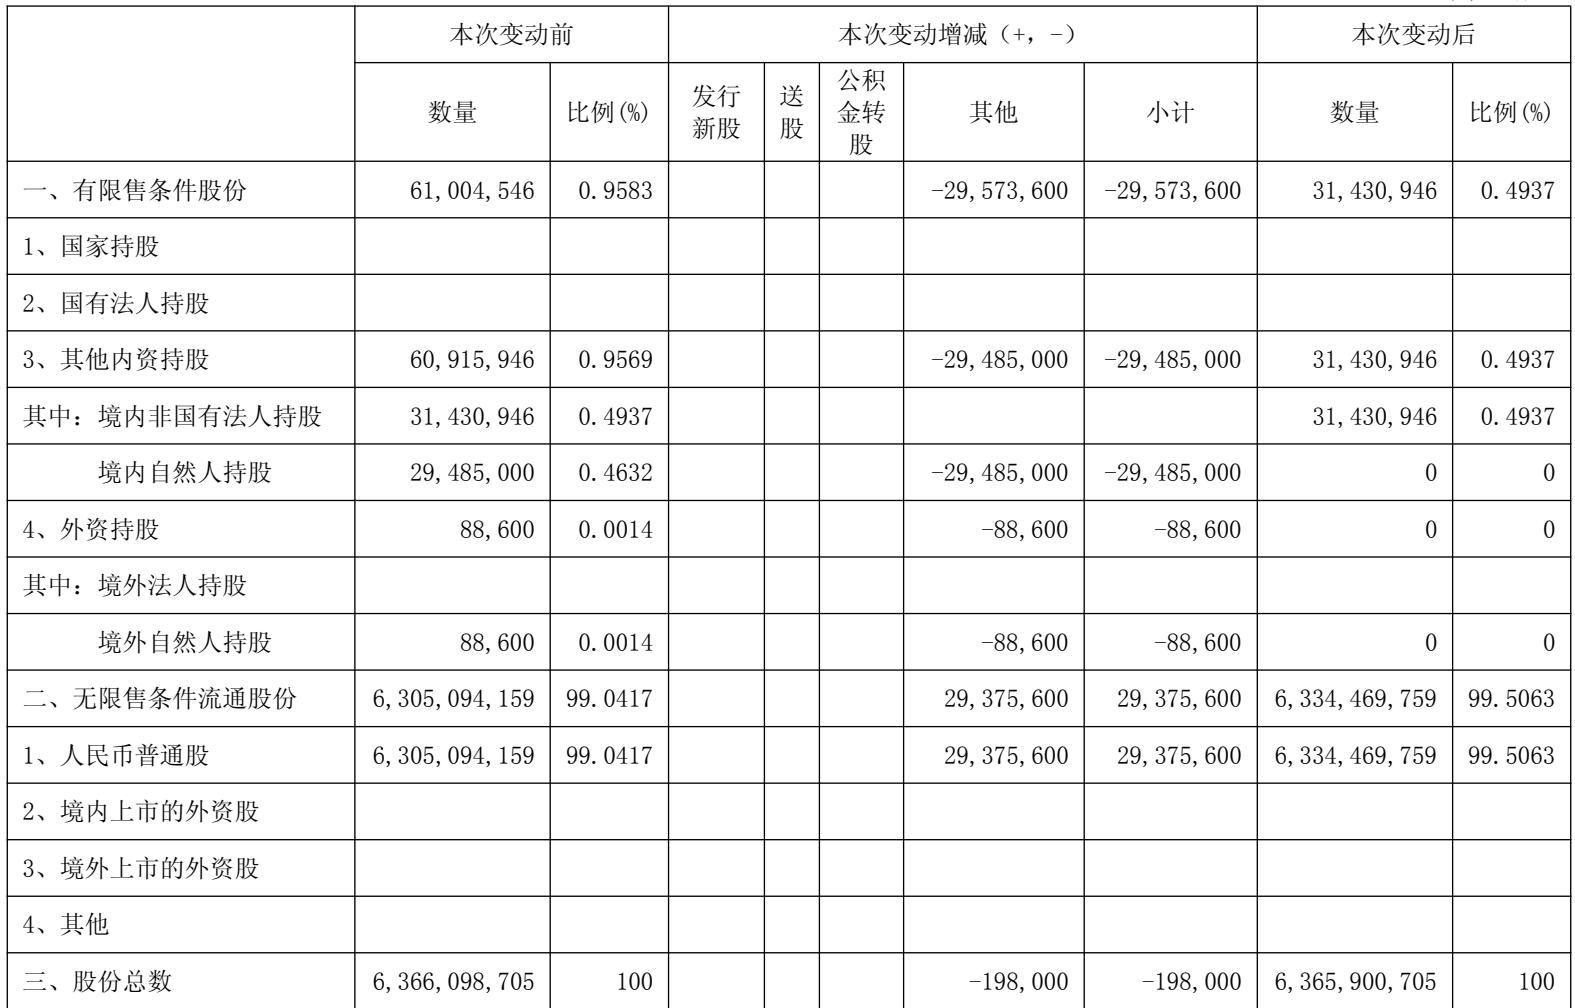 本次变动前 本次变动增减（+，-） 本次变动后
数量 比例(%) 发行新股 送股 公积金转股 其他 小计 数量 比例(%)
一、有限售条件股份 61,004,546 0.9583 -29,573,600 -29,573,600 31,430,946 0.4937
1、国家持股
2、国有法人持股
3、其他内资持股 60,915,946 0.9569 -29,485,000 -29,485,000 31,430,946 0.4937
其中：境内非国有法人持股 31,430,946 0.4937 31,430,946 0.4937
境内自然人持股 29,485,000 0.4632 -29,485,000 -29,485,000 0 0
4、外资持股 88,600 0.0014 -88,600 -88,600 0 0
其中：境外法人持股
境外自然人持股 88,600 0.0014 -88,600 -88,600 0 0
二、无限售条件流通股份 6,305,094,159 99.0417 29,375,600 29,375,600 6,334,469,759 99.5063
1、人民币普通股 6,305,094,159 99.0417 29,375,600 29,375,600 6,334,469,759 99.5063
2、境内上市的外资股
3、境外上市的外资股
4、其他
三、股份总数 6,366,098,705 100 -198,000 -198,000 6,365,900,705 100